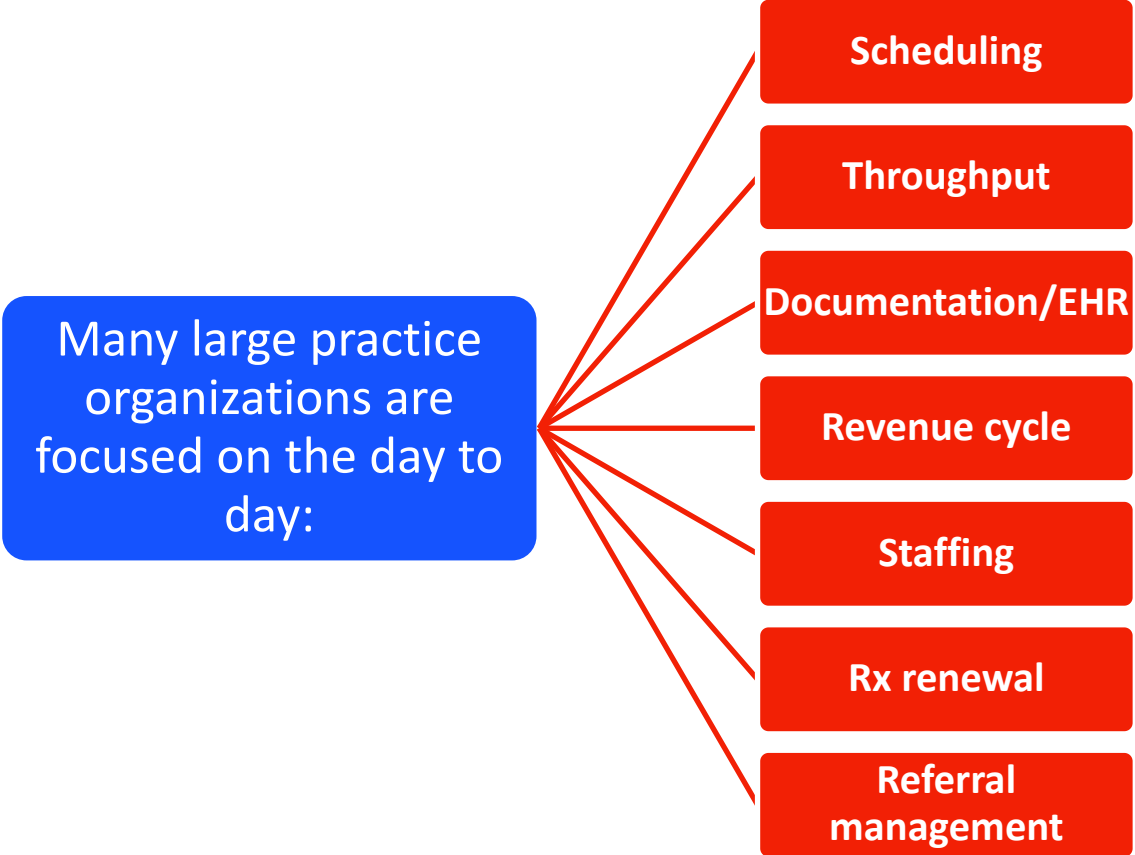 Many large practice
organizations are
focused on the day to
day:
Scheduling
Throughput
Documentation/EHR
Revenue cycle
Staffing
Rx renewal
Referral
management